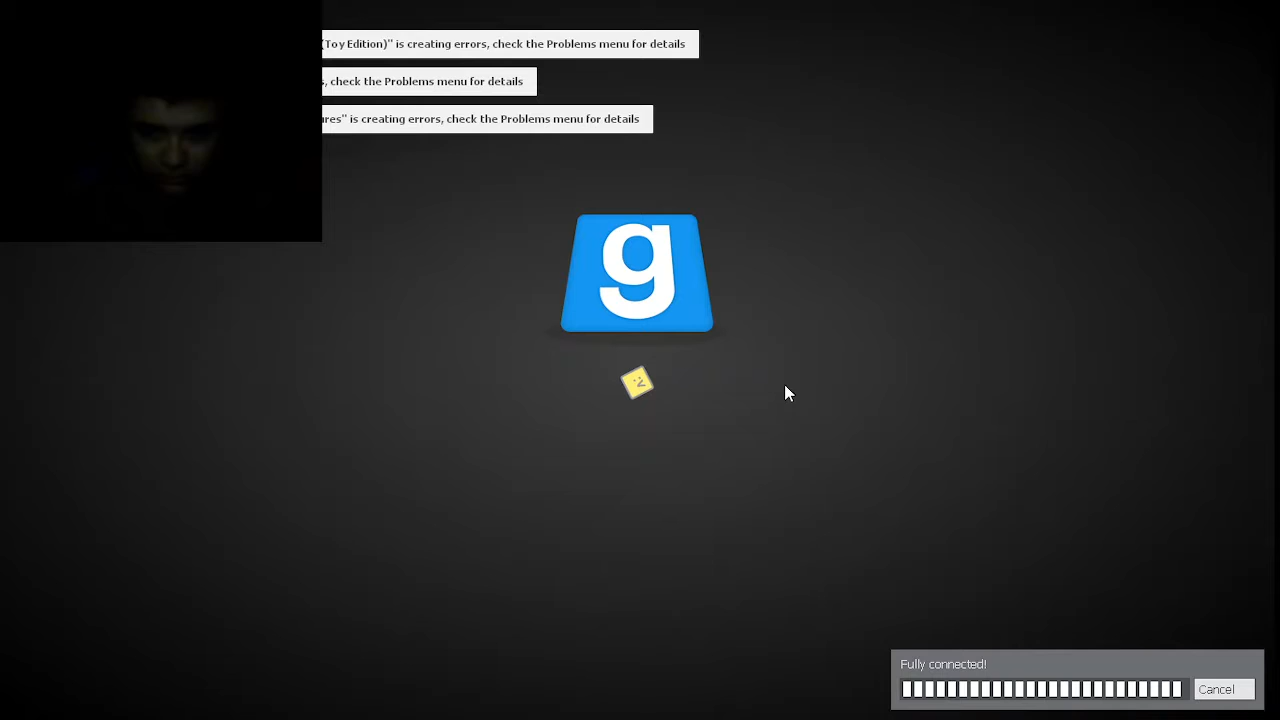 (Toy Edition)" is creating errors, check the Problems menu for details
s, check the Problems menu for details
ures" is creating errors, check the Problems menu for details
g
Fully connected!
Cancel